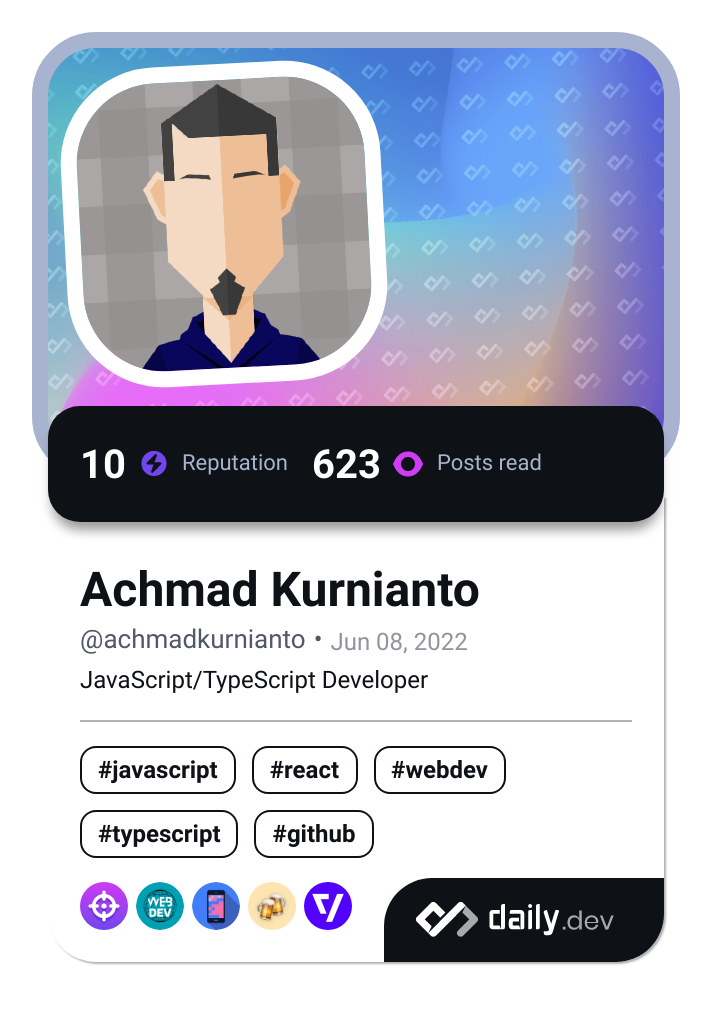 10 Reputation 623 Posts read
Achmad Kurnianto
@achmadkurnianto • Jun 08, 2022
JavaScript/TypeScript Developer
#javascript #react #webdev
#typescript #github
WEB
DEV
daily.dev